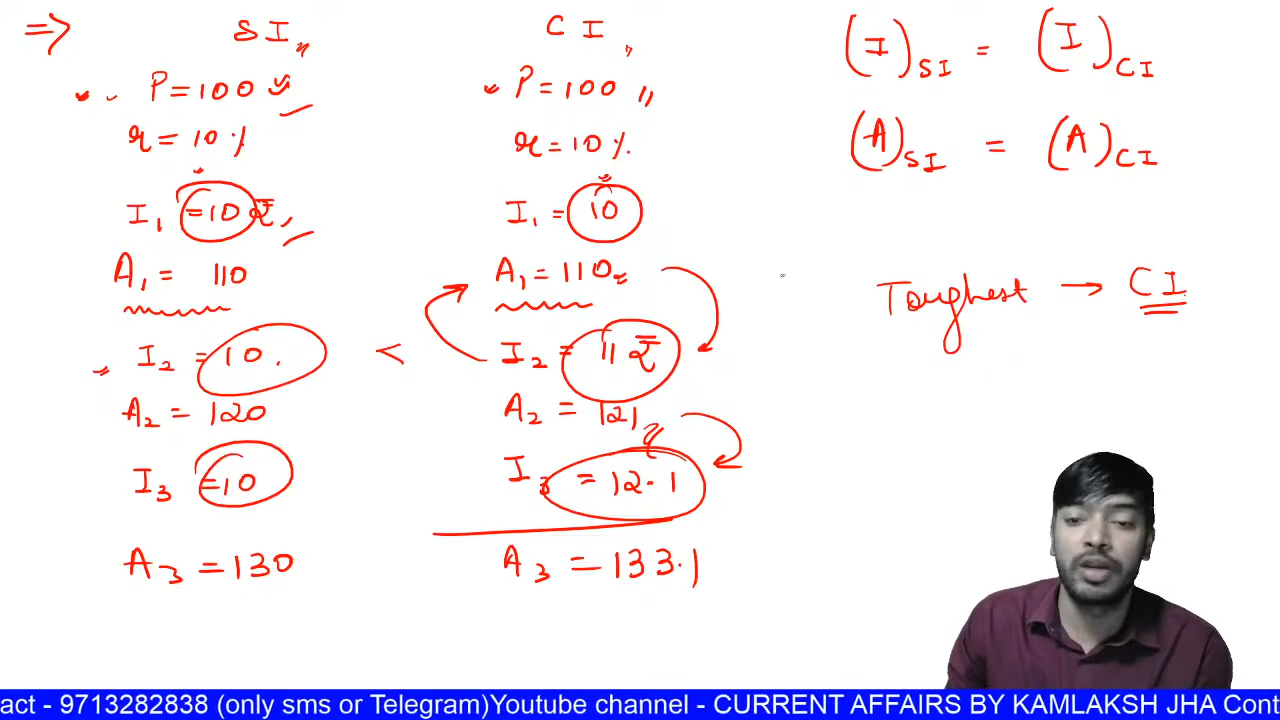 ⇒ SI CI
P = 100 P = 100
r = 10% r = 10%
I₁ = 10 ₹ I₁ = 10
A₁ = 110 A₁ = 110
I₂ = 10 < I₂ = 11 ₹
A₂ = 120 A₂ = 121
I₃ = 10 I₃ = 12.1
A₃ = 130 A₃ = 133.1
(I)SI = (I)CI
(A)SI = (A)CI
Toughest → CI
act - 9713282838 (only sms or Telegram)Youtube channel - CURRENT AFFAIRS BY KAMLAKSH JHA Cont